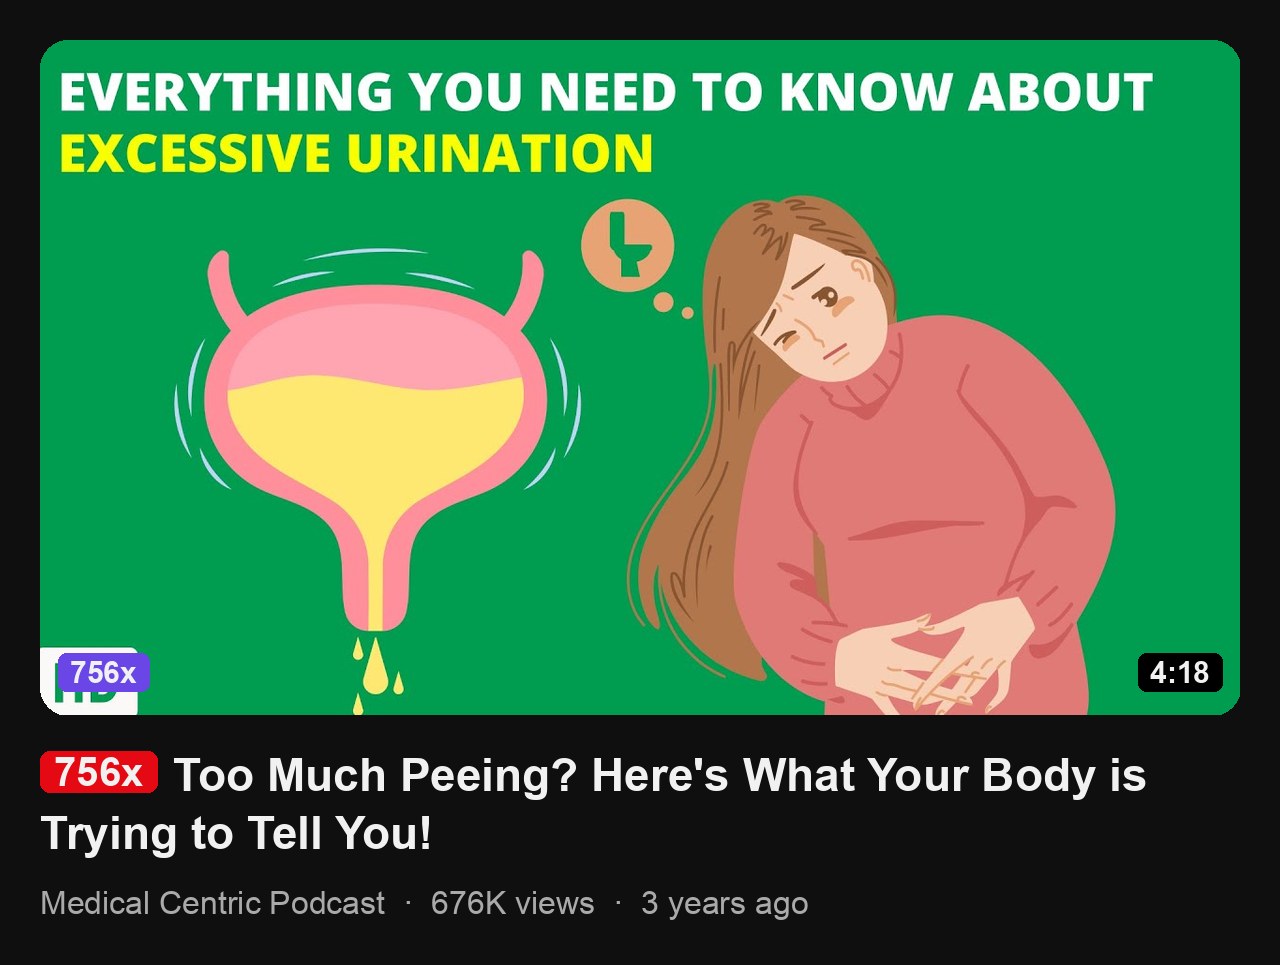 EVERYTHING YOU NEED TO KNOW ABOUT
EXCESSIVE URINATION
756x
4:18
756x Too Much Peeing? Here's What Your Body is
Trying to Tell You!
Medical Centric Podcast · 676K views · 3 years ago